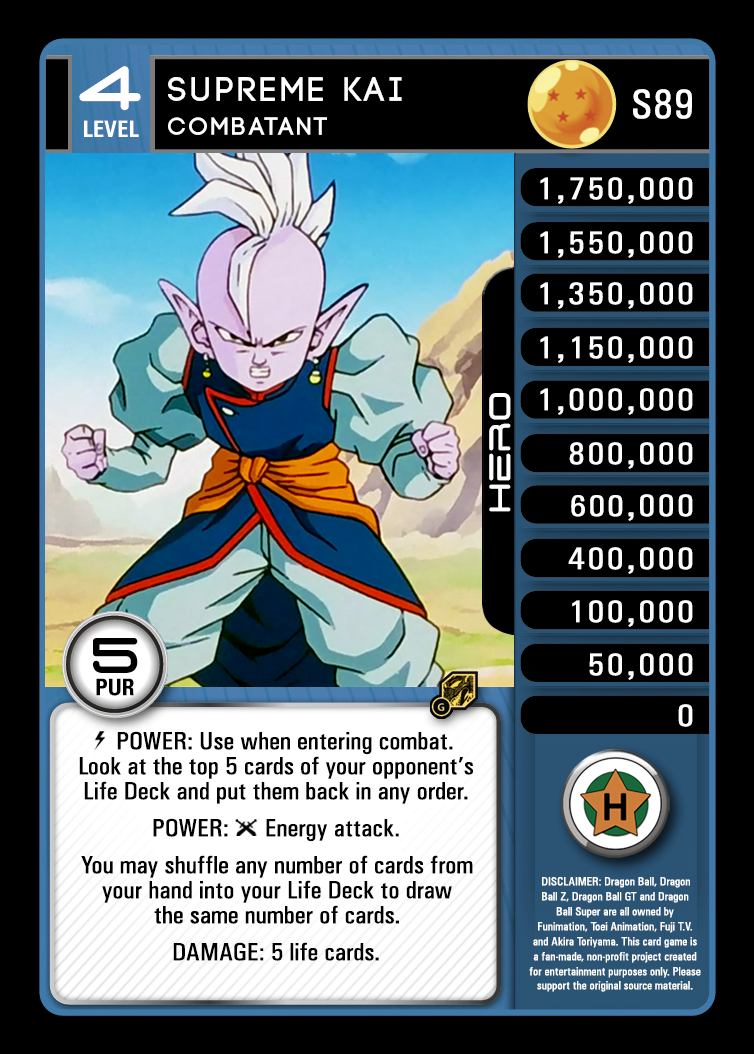 4
LEVEL
SUPREME KAI
COMBATANT
S89
1,750,000
1,550,000
1,350,000
1,150,000
1,000,000
800,000
600,000
400,000
100,000
50,000
0
HERO
5
PUR
G
POWER: Use when entering combat.
Look at the top 5 cards of your opponent's
Life Deck and put them back in any order.
POWER: Energy attack.
You may shuffle any number of cards from
your hand into your Life Deck to draw
the same number of cards.
DAMAGE: 5 life cards.
H
DISCLAIMER: Dragon Ball, Dragon
Ball Z, Dragon Ball GT and Dragon
Ball Super are all owned by
Funimation, Toei Animation, Fuji T.V.
and Akira Toriyama. This card game is
a fan-made, non-profit project created
for entertainment purposes only. Please
support the original source material.